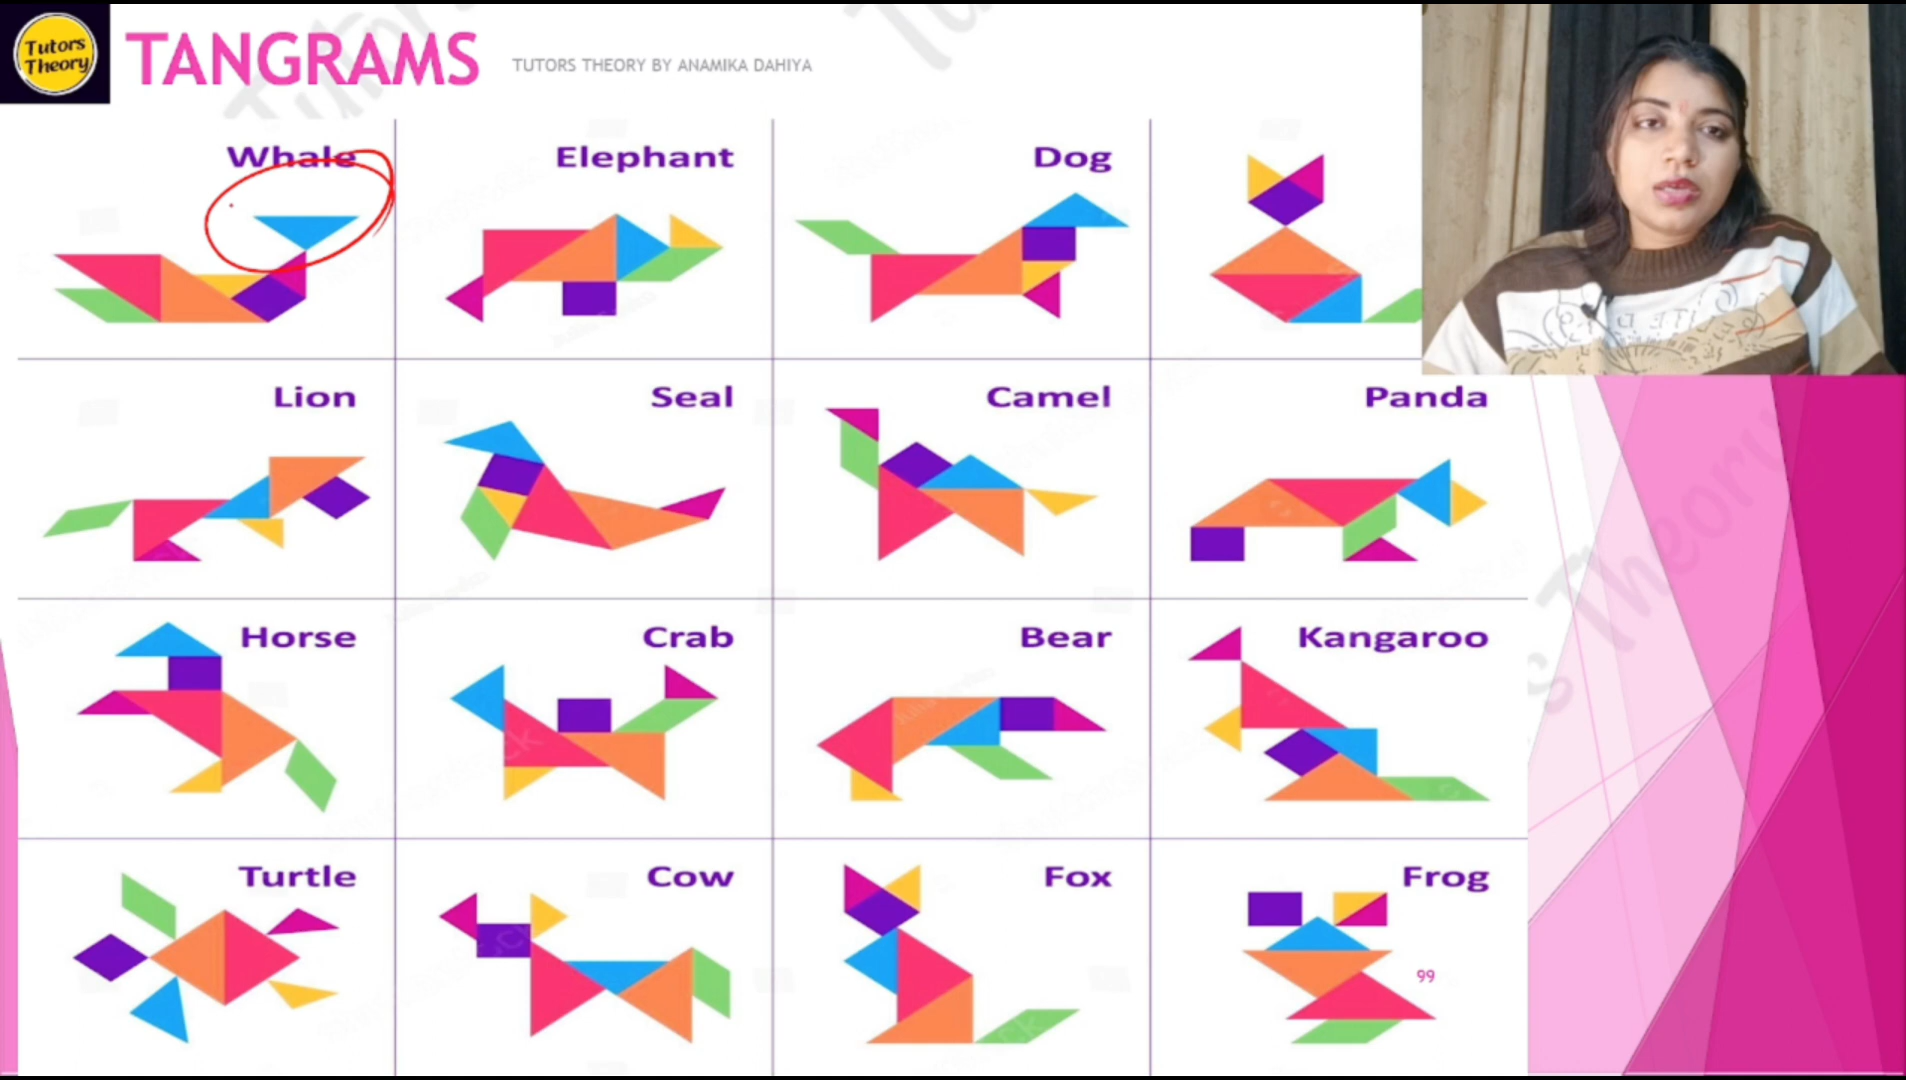 Tutors
Theory
TANGRAMS
TUTORS THEORY BY ANAMIKA DAHIYA
Whale
Elephant
Dog
Lion
Seal
Camel
Panda
Horse
Crab
Bear
Kangaroo
Turtle
Cow
Fox
Frog
99
Theory